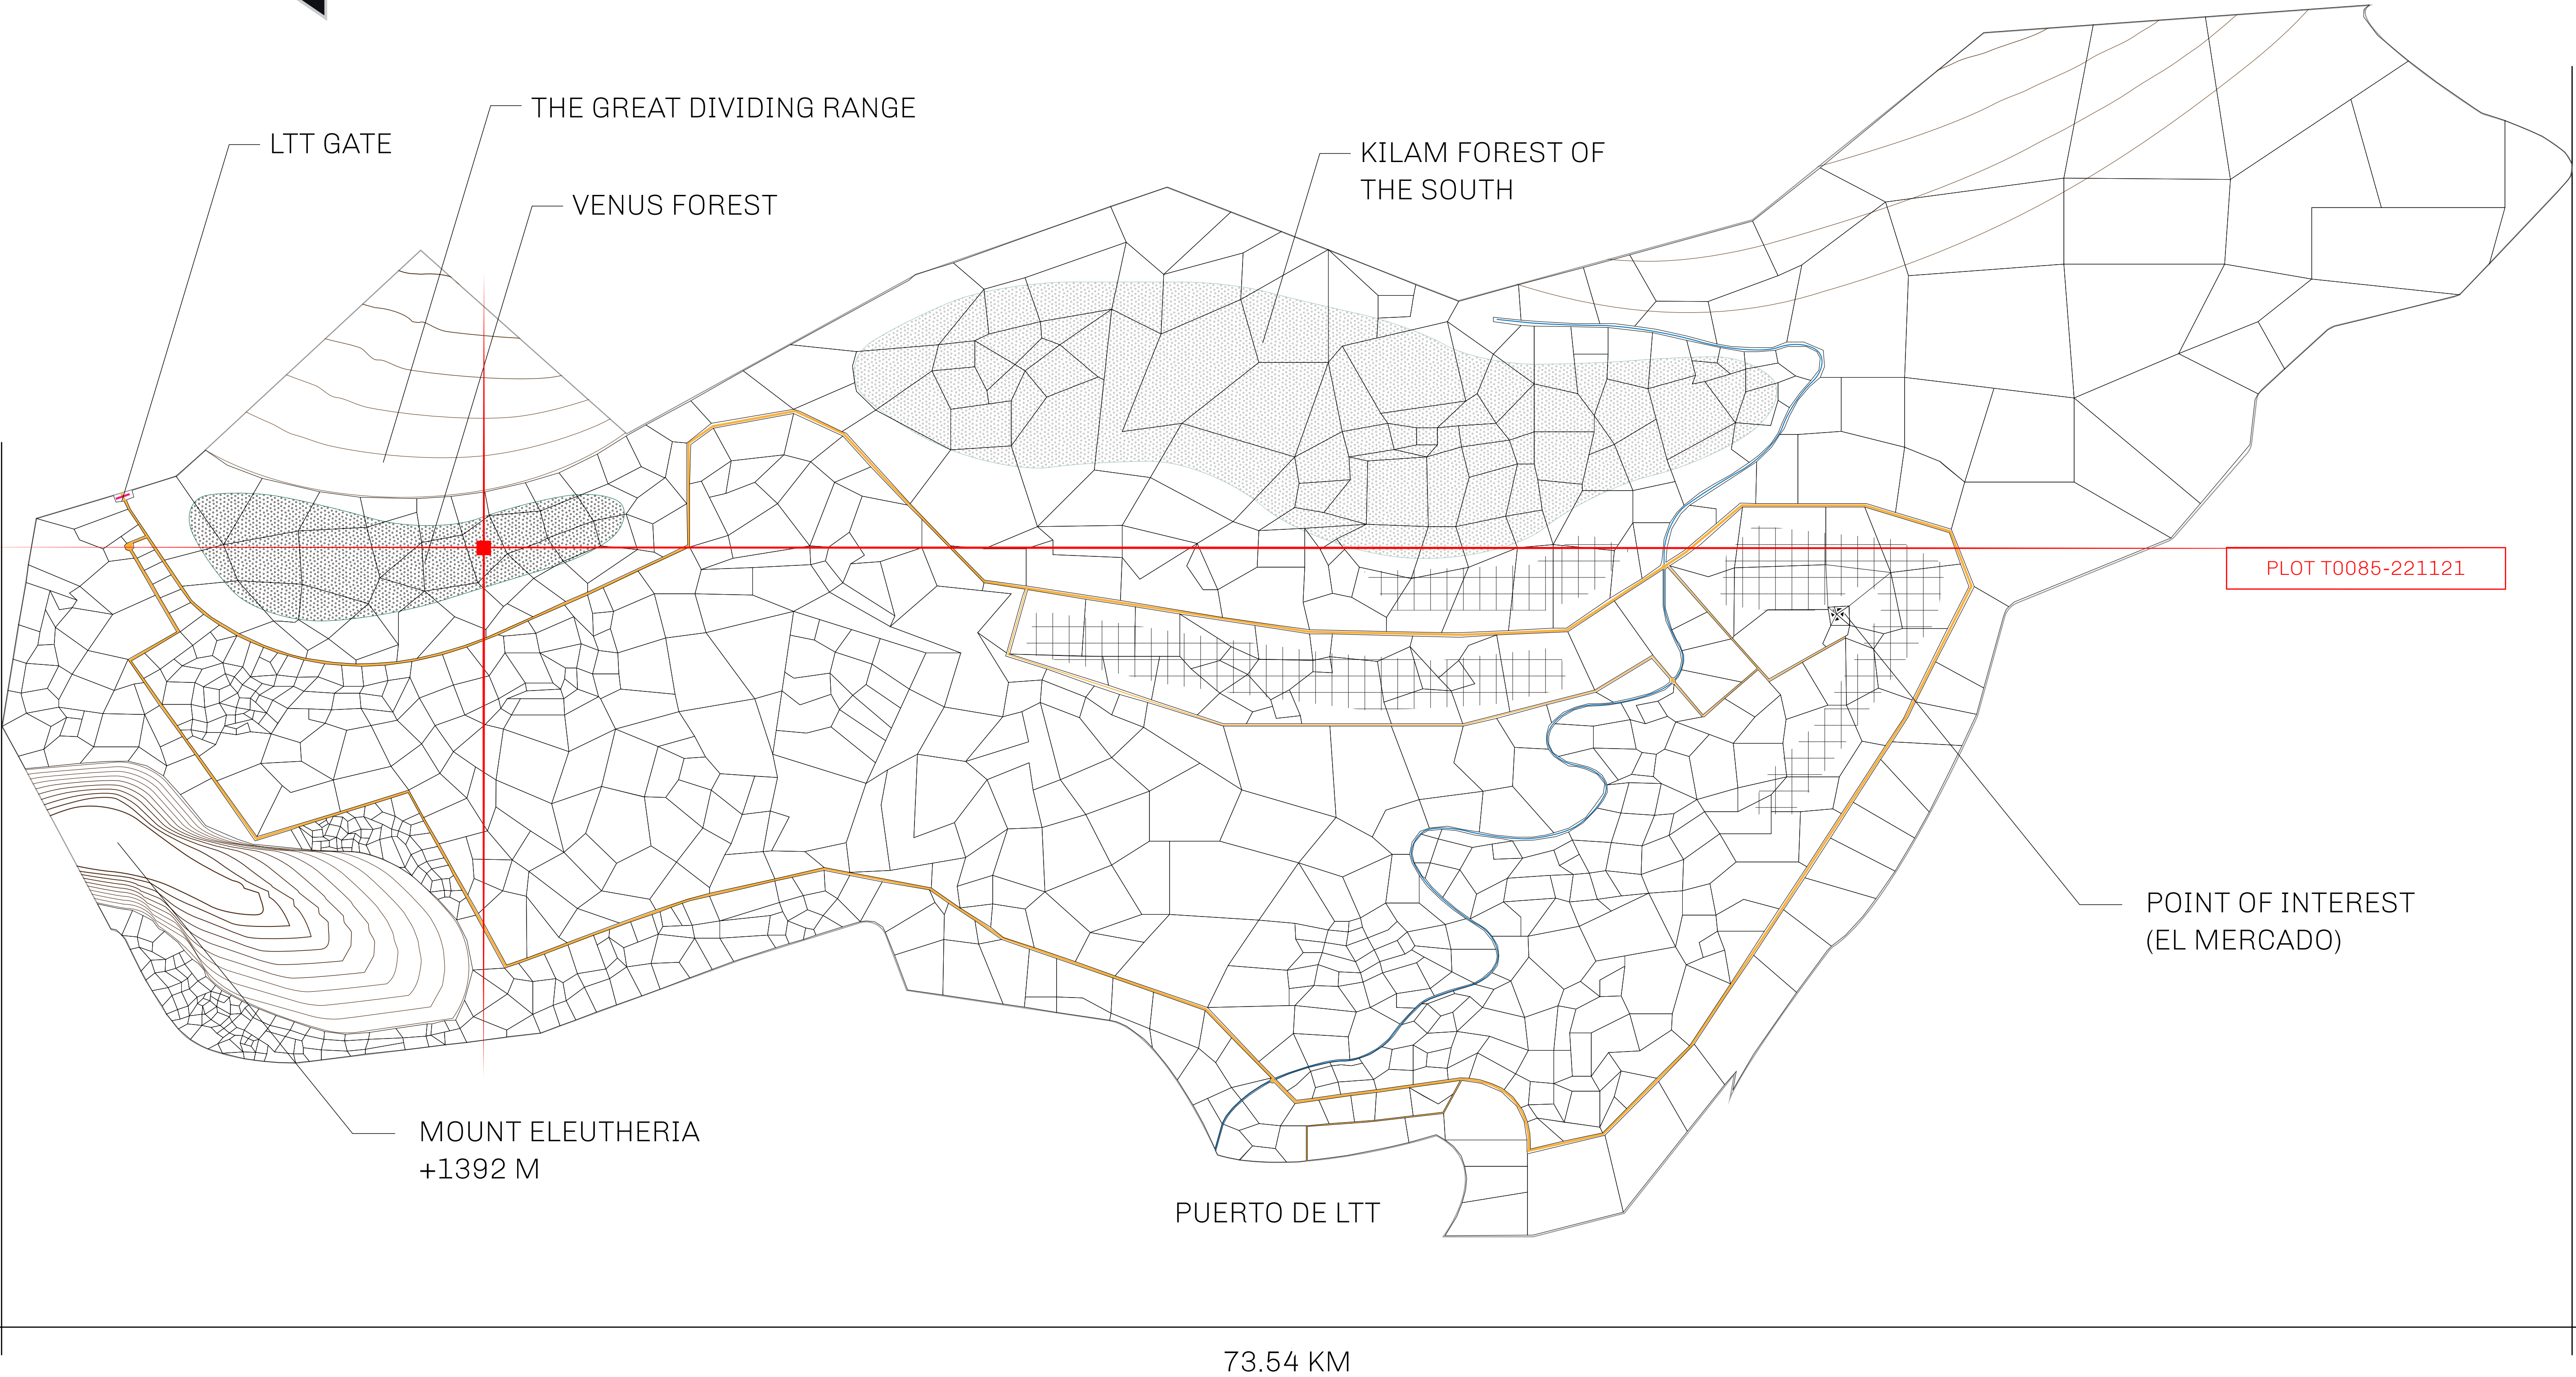 THE GREAT DIVIDING RANGE
LTT GATE
KILAM FOREST OF
THE SOUTH
VENUS FOREST
PLOT T0085-221121
POINT OF INTEREST
(EL MERCADO)
MOUNT ELEUTHERIA
+1392 M
PUERTO DE LTT
73.54 KM